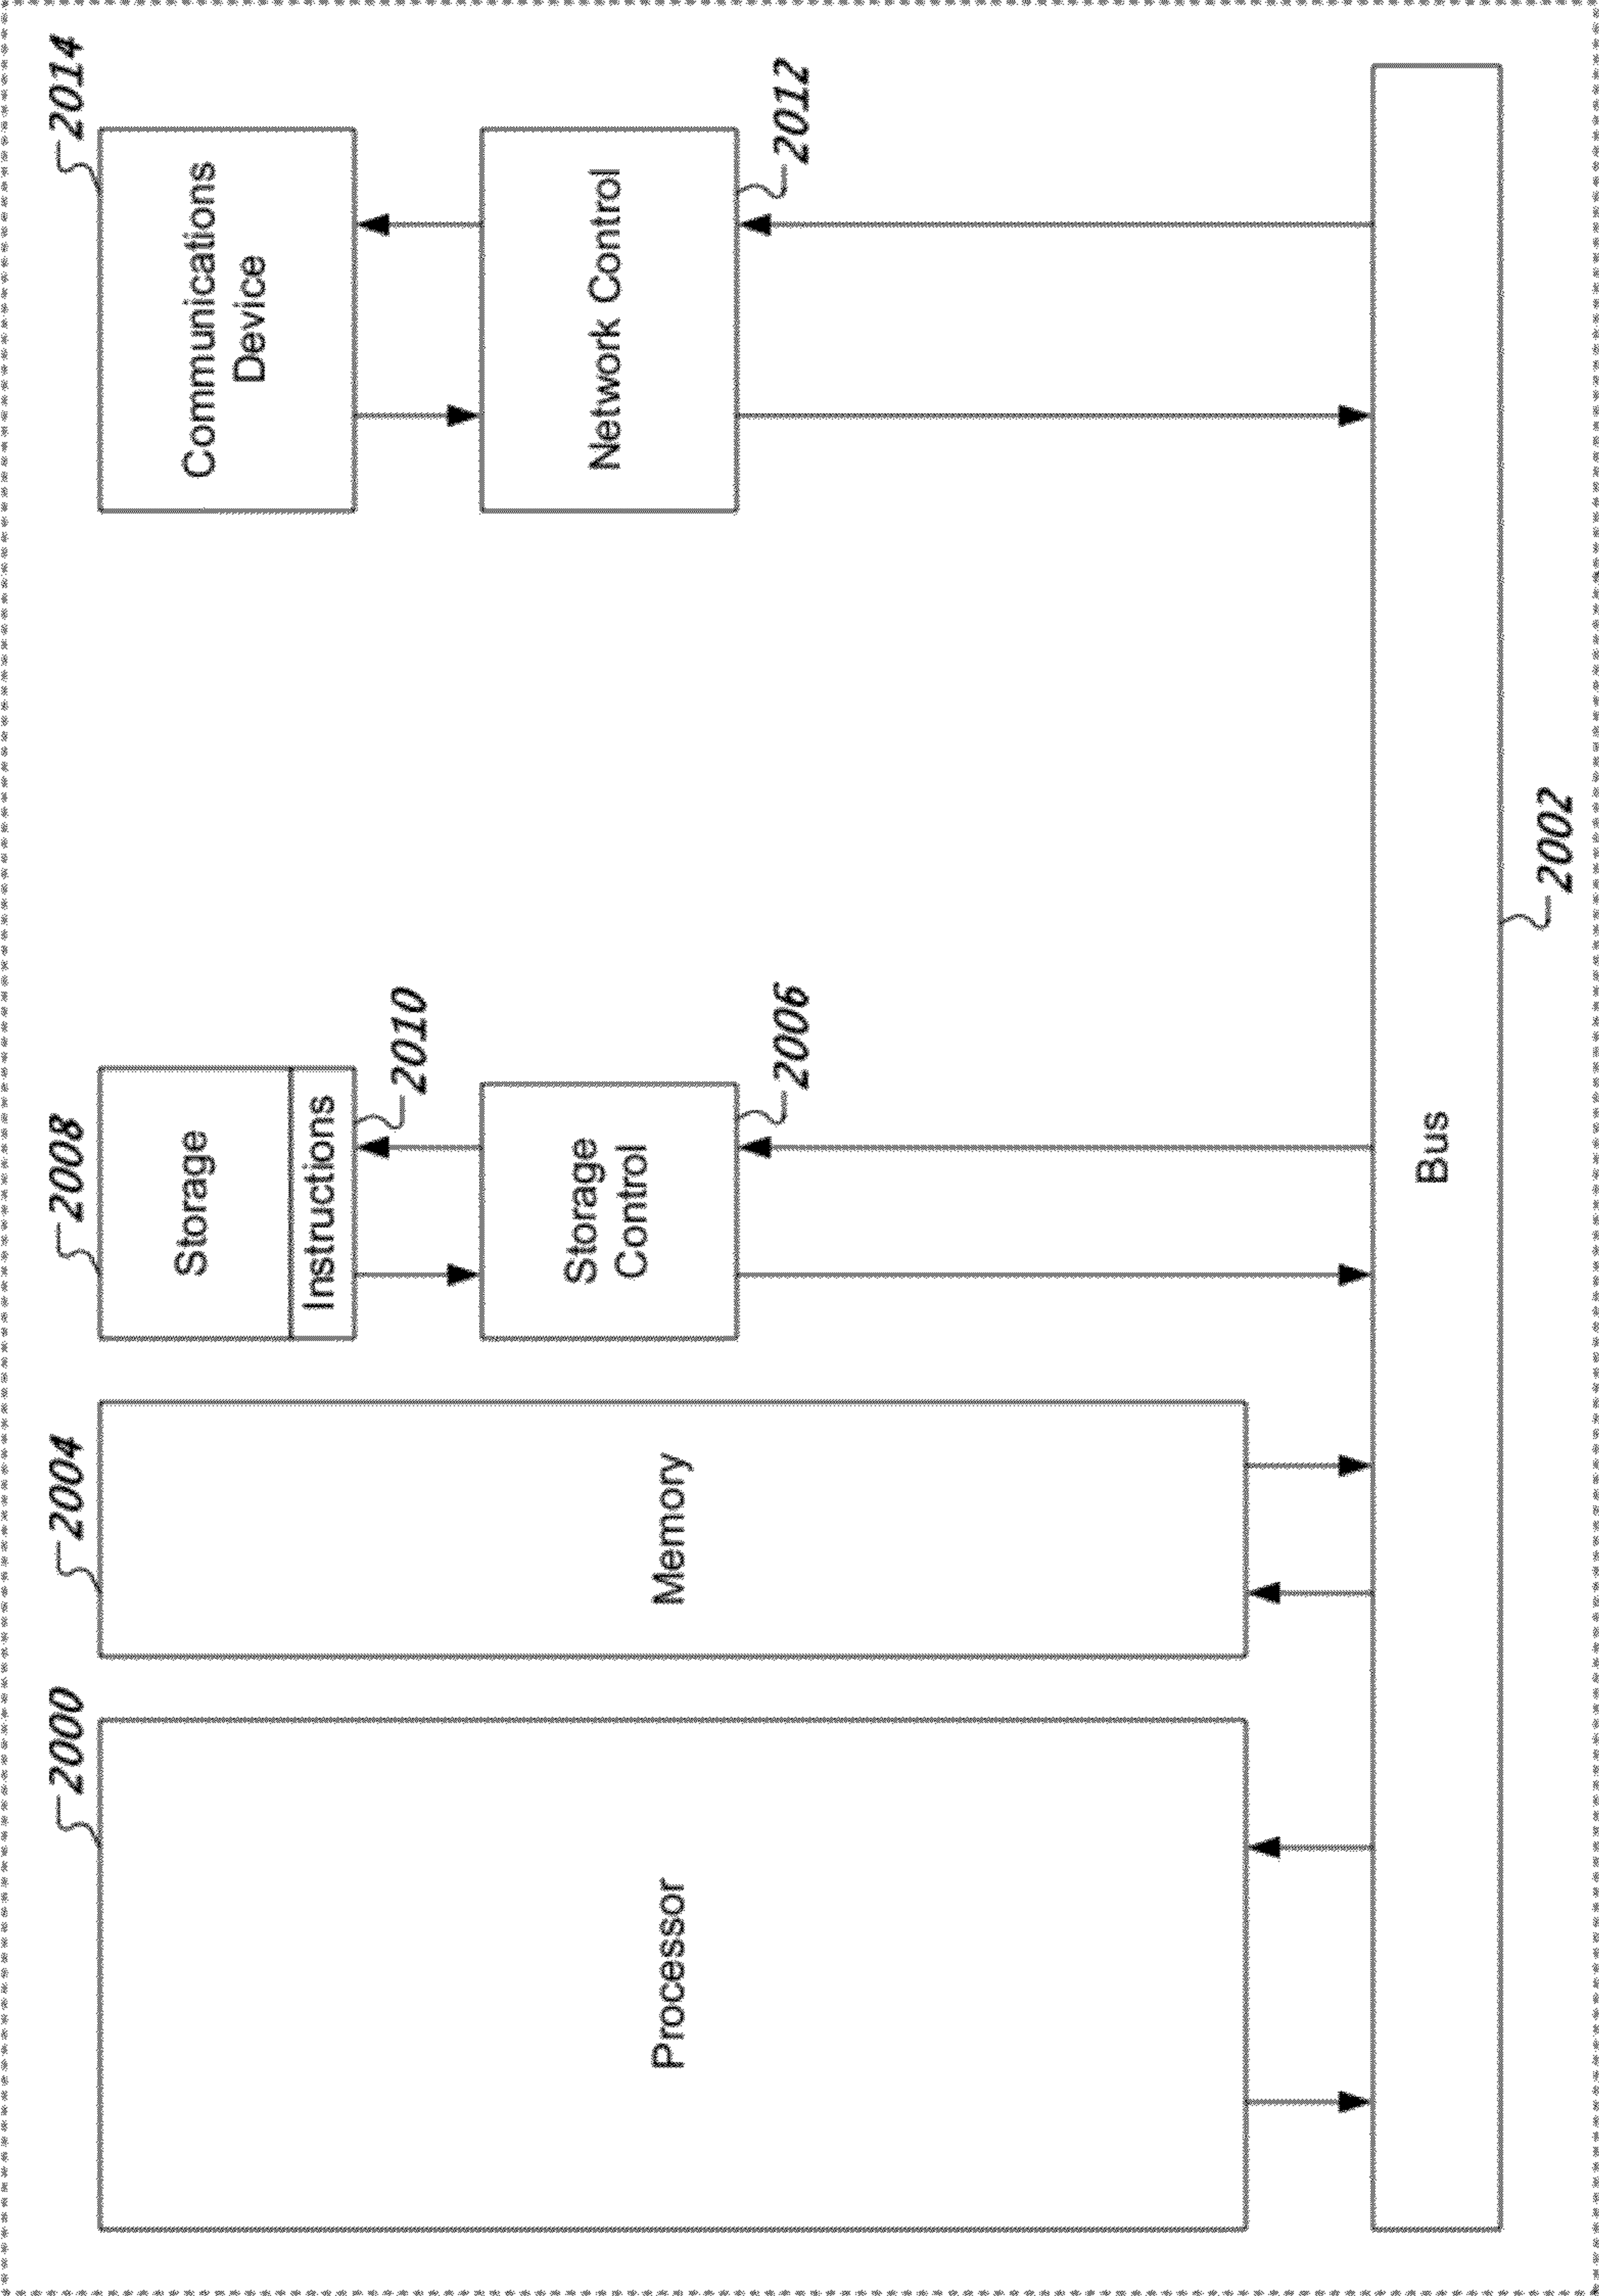 2000
2004
2008
2014
Processor
Memory
Storage
Instructions
2010
Communications
Device
Storage
Control
2006
Network Control
2012
Bus
2002